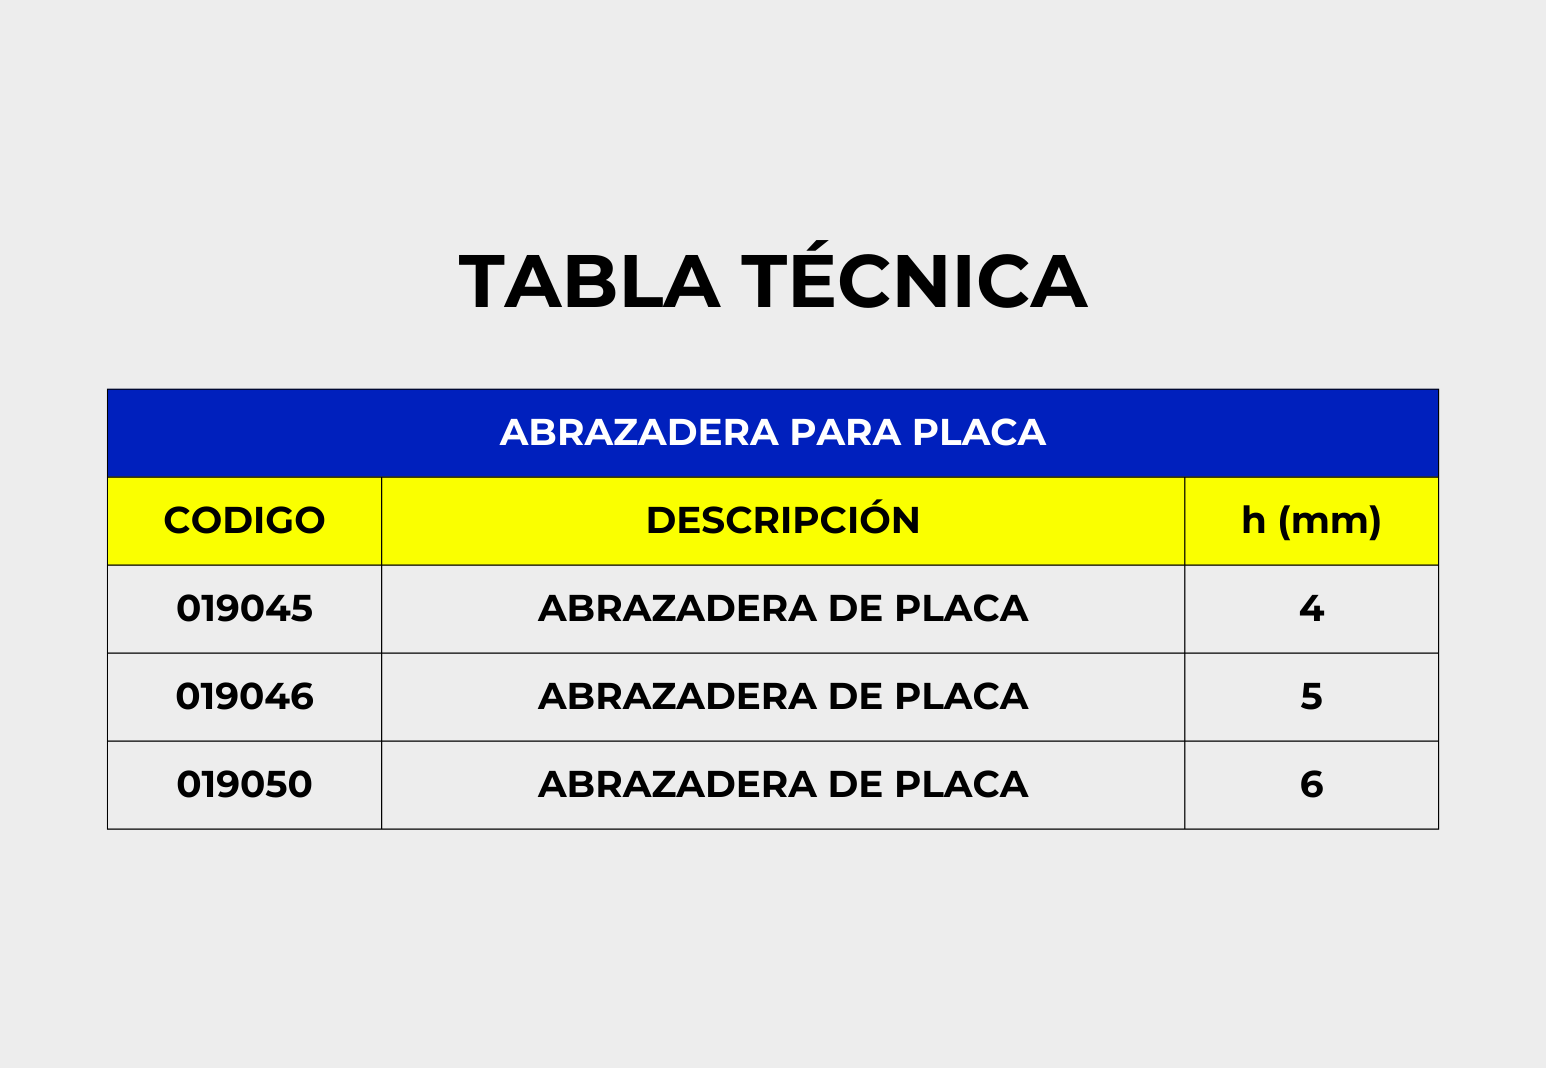 TABLA TÉCNICA
ABRAZADERA PARA PLACA
CODIGO DESCRIPCIÓN h (mm)
019045 ABRAZADERA DE PLACA 4
019046 ABRAZADERA DE PLACA 5
019050 ABRAZADERA DE PLACA 6